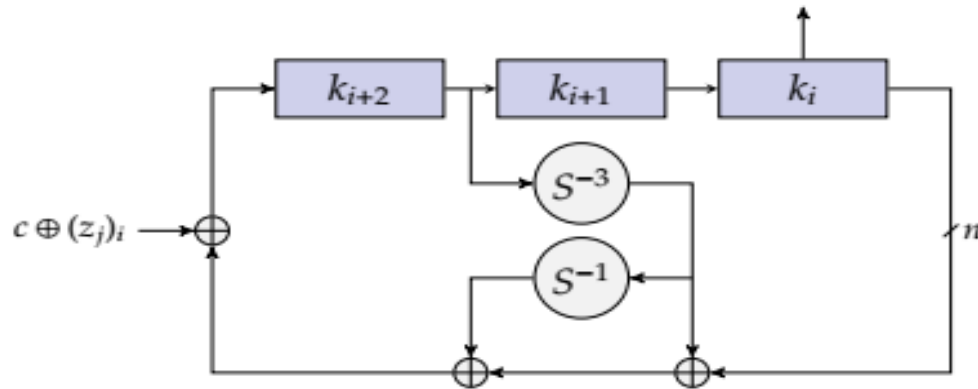 k_{i+2} k_{i+1} k_i
S^{-3}
c ⊕ (z_j)_i n
S^{-1}